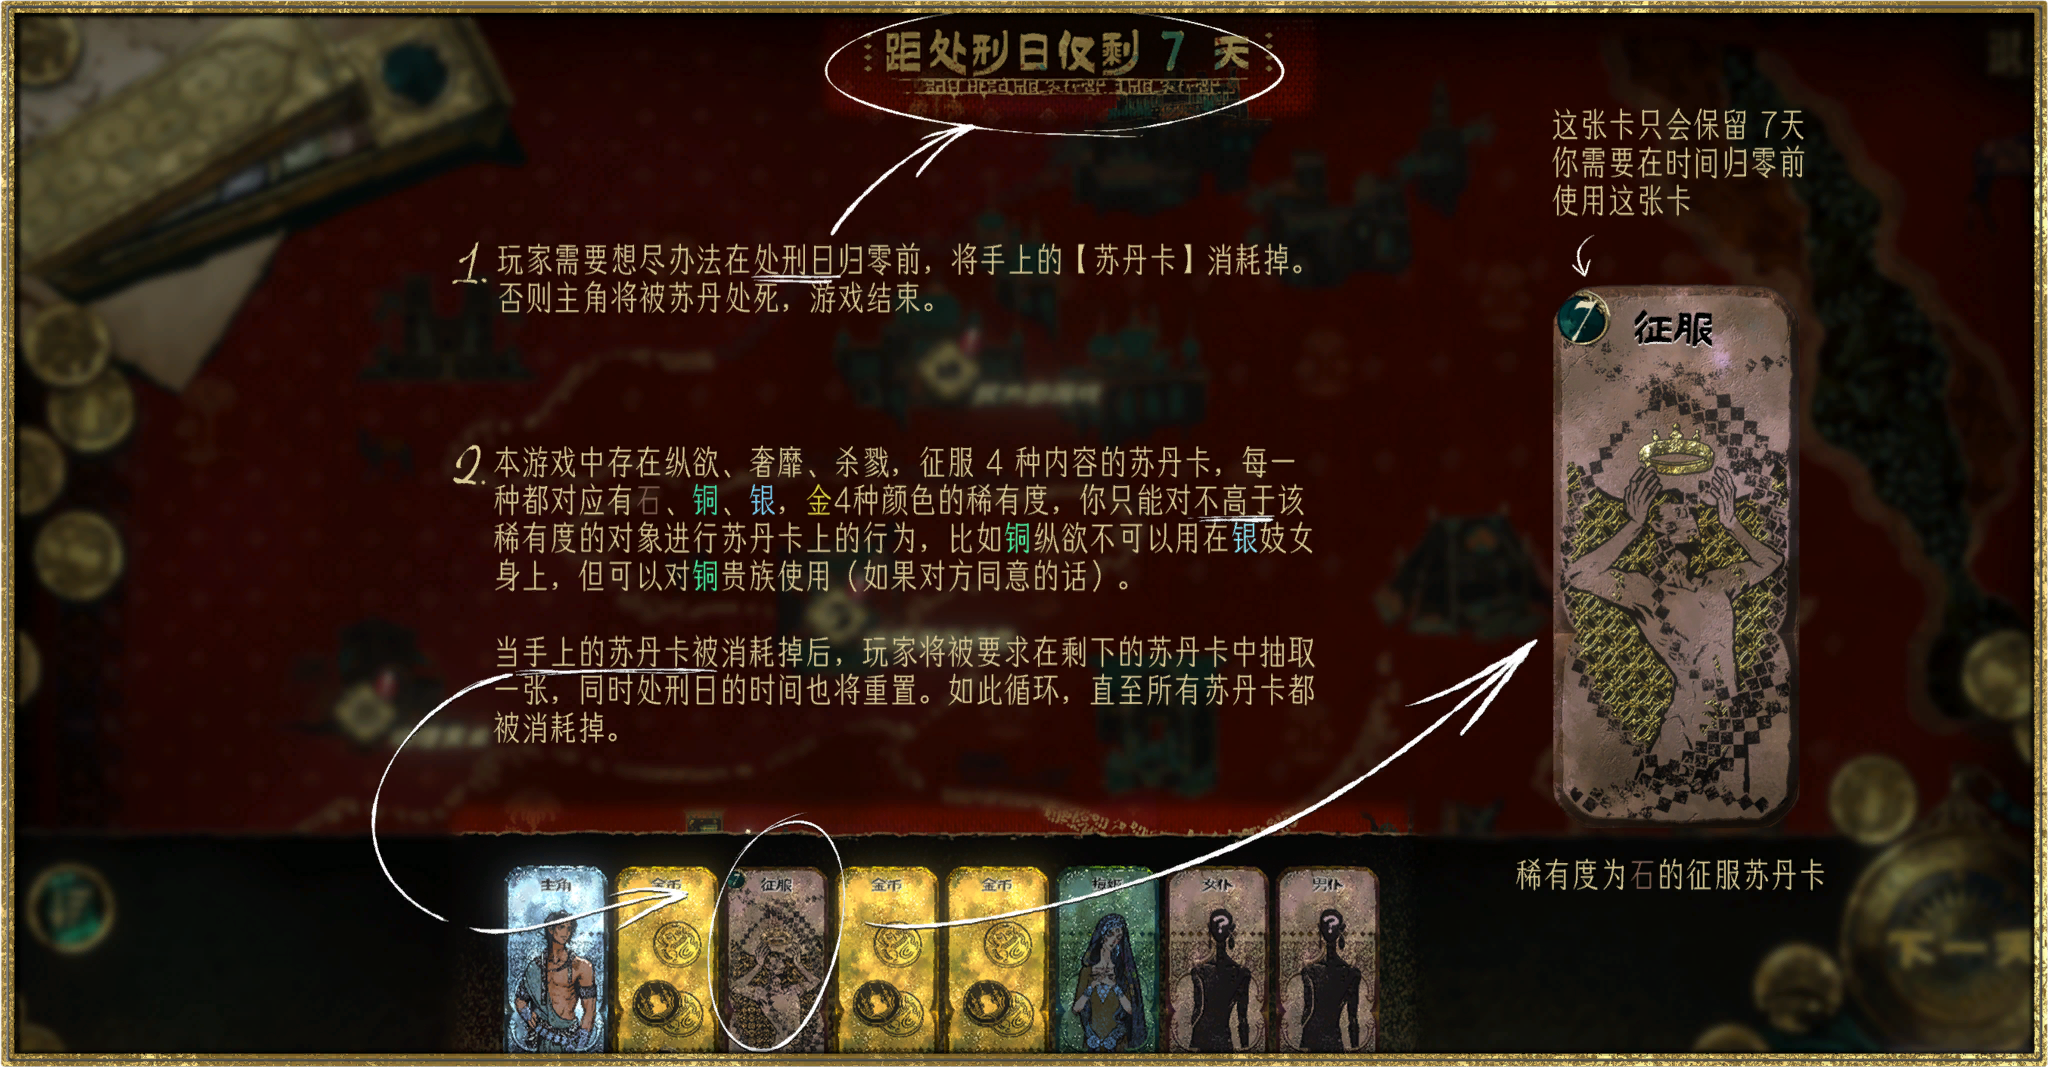 距处刑日仅剩 7 天
这张卡只会保留 7天
你需要在时间归零前
使用这张卡
1. 玩家需要想尽办法在处刑日归零前，将手上的【苏丹卡】消耗掉。
否则主角将被苏丹处死，游戏结束。
7 征服
2. 本游戏中存在纵欲、奢靡、杀戮，征服 4 种内容的苏丹卡，每一
种都对应有石、铜、银，金4种颜色的稀有度，你只能对不高于该
稀有度的对象进行苏丹卡上的行为，比如铜纵欲不可以用在银妓女
身上，但可以对铜贵族使用（如果对方同意的话）。
当手上的苏丹卡被消耗掉后，玩家将被要求在剩下的苏丹卡中抽取
一张，同时处刑日的时间也将重置。如此循环，直至所有苏丹卡都
被消耗掉。
稀有度为石的征服苏丹卡
主角
金币
7 征服
金币
金币
女仆
男仆
下一天